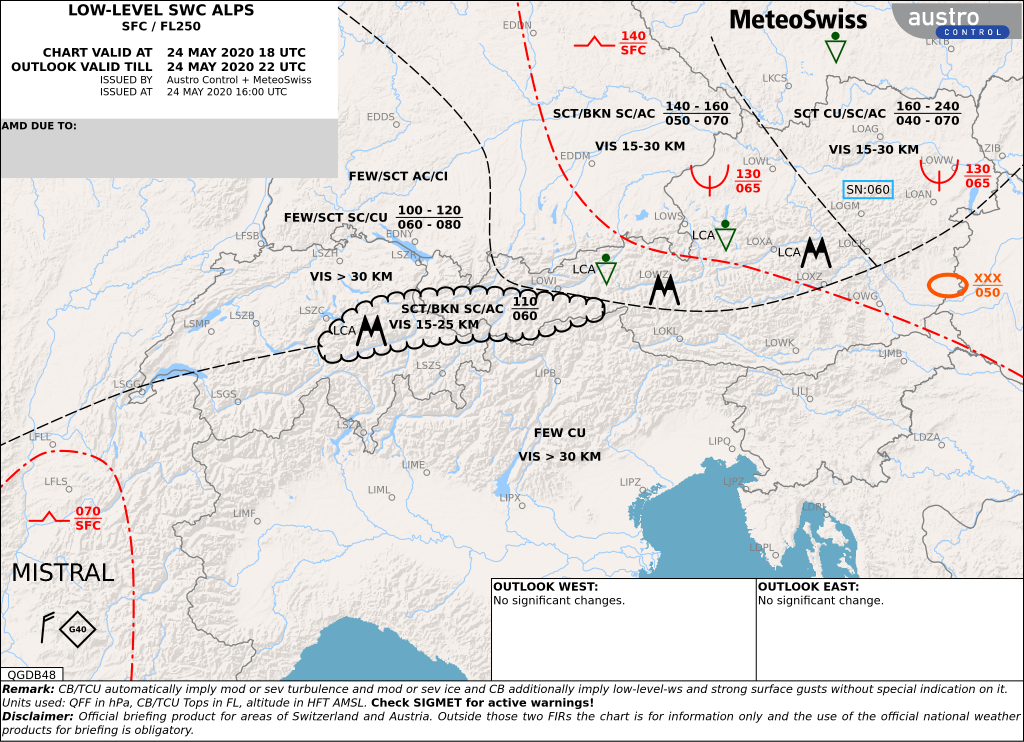 LOW-LEVEL SWC ALPS
SFC / FL250
CHART VALID AT 24 MAY 2020 18 UTC
OUTLOOK VALID TILL 24 MAY 2020 22 UTC
ISSUED BY Austro Control + MeteoSwiss
ISSUED AT 24 MAY 2020 16:00 UTC
AMD DUE TO:
MeteoSwiss
austro
CONTROL
EDDN
140
SFC
LKTB
LKCS
SCT/BKN SC/AC 140 - 160
050 - 070
VIS 15-30 KM
SCT CU/SC/AC 160 - 240
040 - 070
VIS 15-30 KM
EDDS
LOAG
LZIB
EDDM
LOWL
LOWW
130
065
130
065
FEW/SCT AC/CI
SN:060
LOAN
LOGM
FEW/SCT SC/CU 100 - 120
060 - 080
LOWS
LFSB
EDNY
LCA
LOXA
LOCK
LSZH
LSZR
LCA
VIS > 30 KM
LCA
LOWI
LOWZ
LOXZ
XXX
050
LOWG
SCT/BKN SC/AC 110
060
VIS 15-25 KM
LCA
LSZC
LSZB
LSMP
LOKL
LOWK
LJMB
LSZS
LIPB
LSGG
LSGS
LJLJ
LSZA
FEW CU
VIS > 30 KM
LFLL
LIPO
LDZA
LIME
LFLS
LIML
LIPX
LIPZ
LJPZ
070
SFC
LIMF
LDRI
LDPL
MISTRAL
G40
OUTLOOK WEST:
No significant changes.
OUTLOOK EAST:
No significant change.
QGDB48
Remark: CB/TCU automatically imply mod or sev turbulence and mod or sev ice and CB additionally imply low-level-ws and strong surface gusts without special indication on it.
Units used: QFF in hPa, CB/TCU Tops in FL, altitude in HFT AMSL. Check SIGMET for active warnings!
Disclaimer: Official briefing product for areas of Switzerland and Austria. Outside those two FIRs the chart is for information only and the use of the official national weather
products for briefing is obligatory.